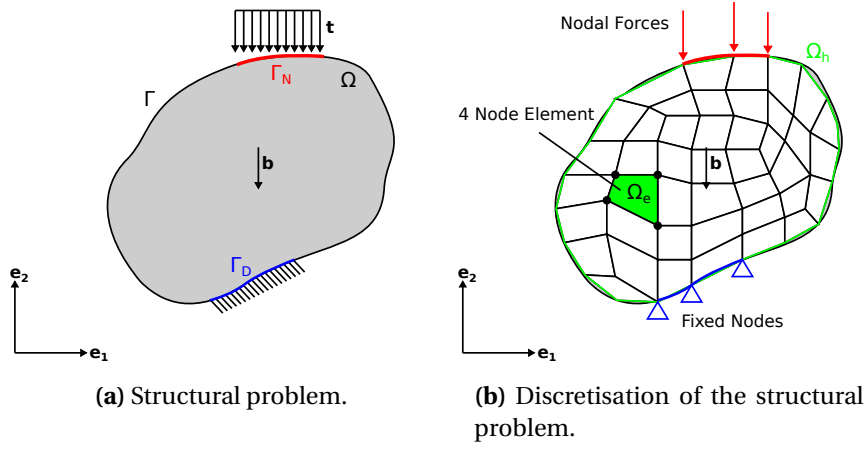 t
Γ_N
Γ
Ω
b
Γ_D
e₂
e₁
(a) Structural problem.
Nodal Forces
Ω_h
4 Node Element
b
Ω_e
e₂
Fixed Nodes
e₁
(b) Discretisation of the structural
problem.